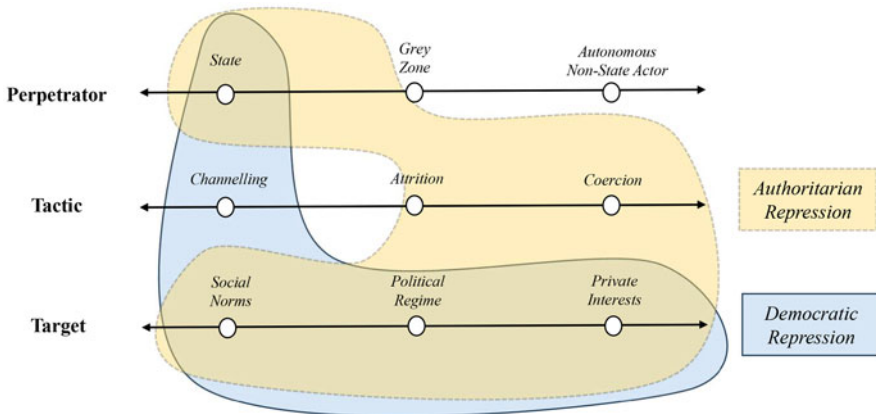 State
Grey
Zone
Autonomous
Non-State Actor
Perpetrator
Channelling
Attrition
Coercion
Tactic
Authoritarian
Repression
Social
Norms
Political
Regime
Private
Interests
Target
Democratic
Repression